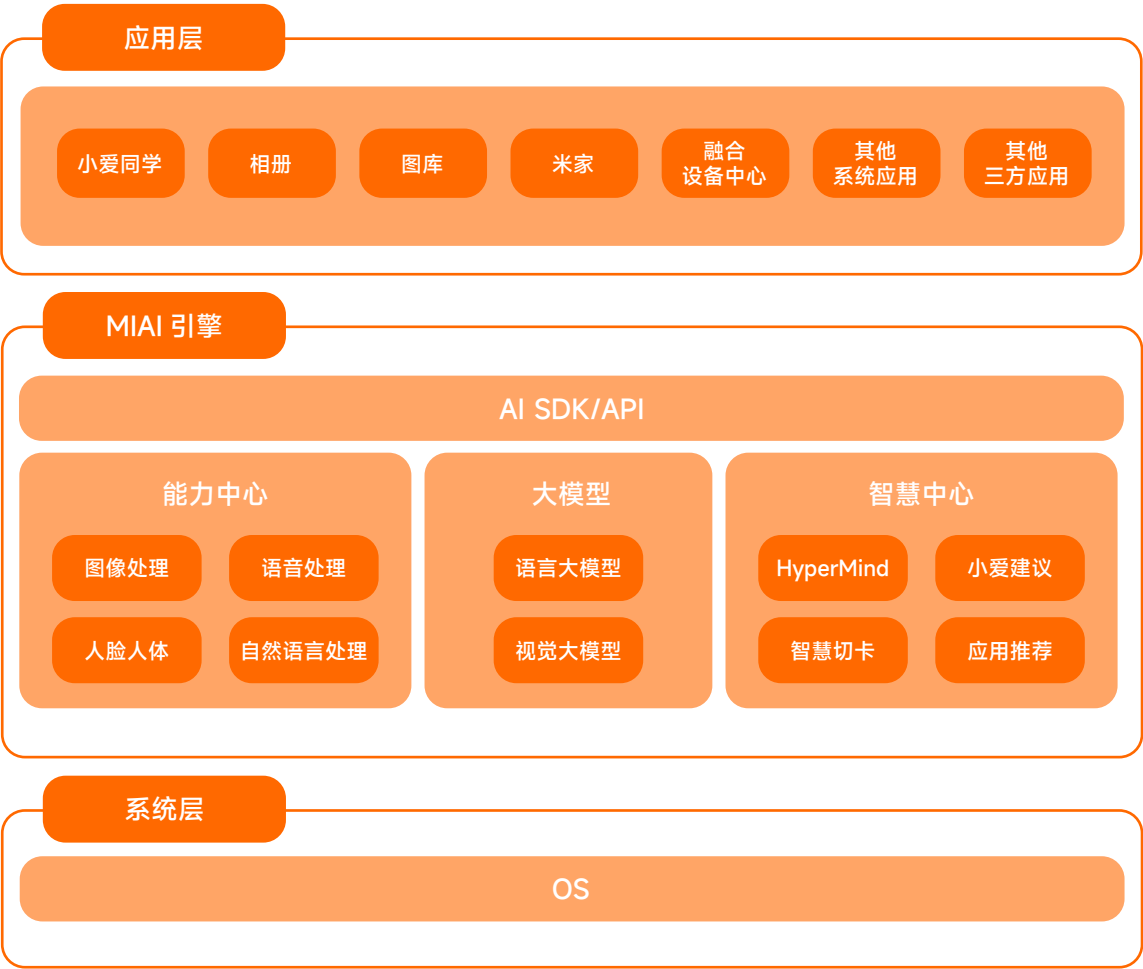 应用层
小爱同学
相册
图库
米家
融合
设备中心
其他
系统应用
其他
三方应用
MIAI 引擎
AI SDK/API
能力中心
图像处理
语音处理
人脸人体
自然语言处理
大模型
语言大模型
视觉大模型
智慧中心
HyperMind
小爱建议
智慧切卡
应用推荐
系统层
OS